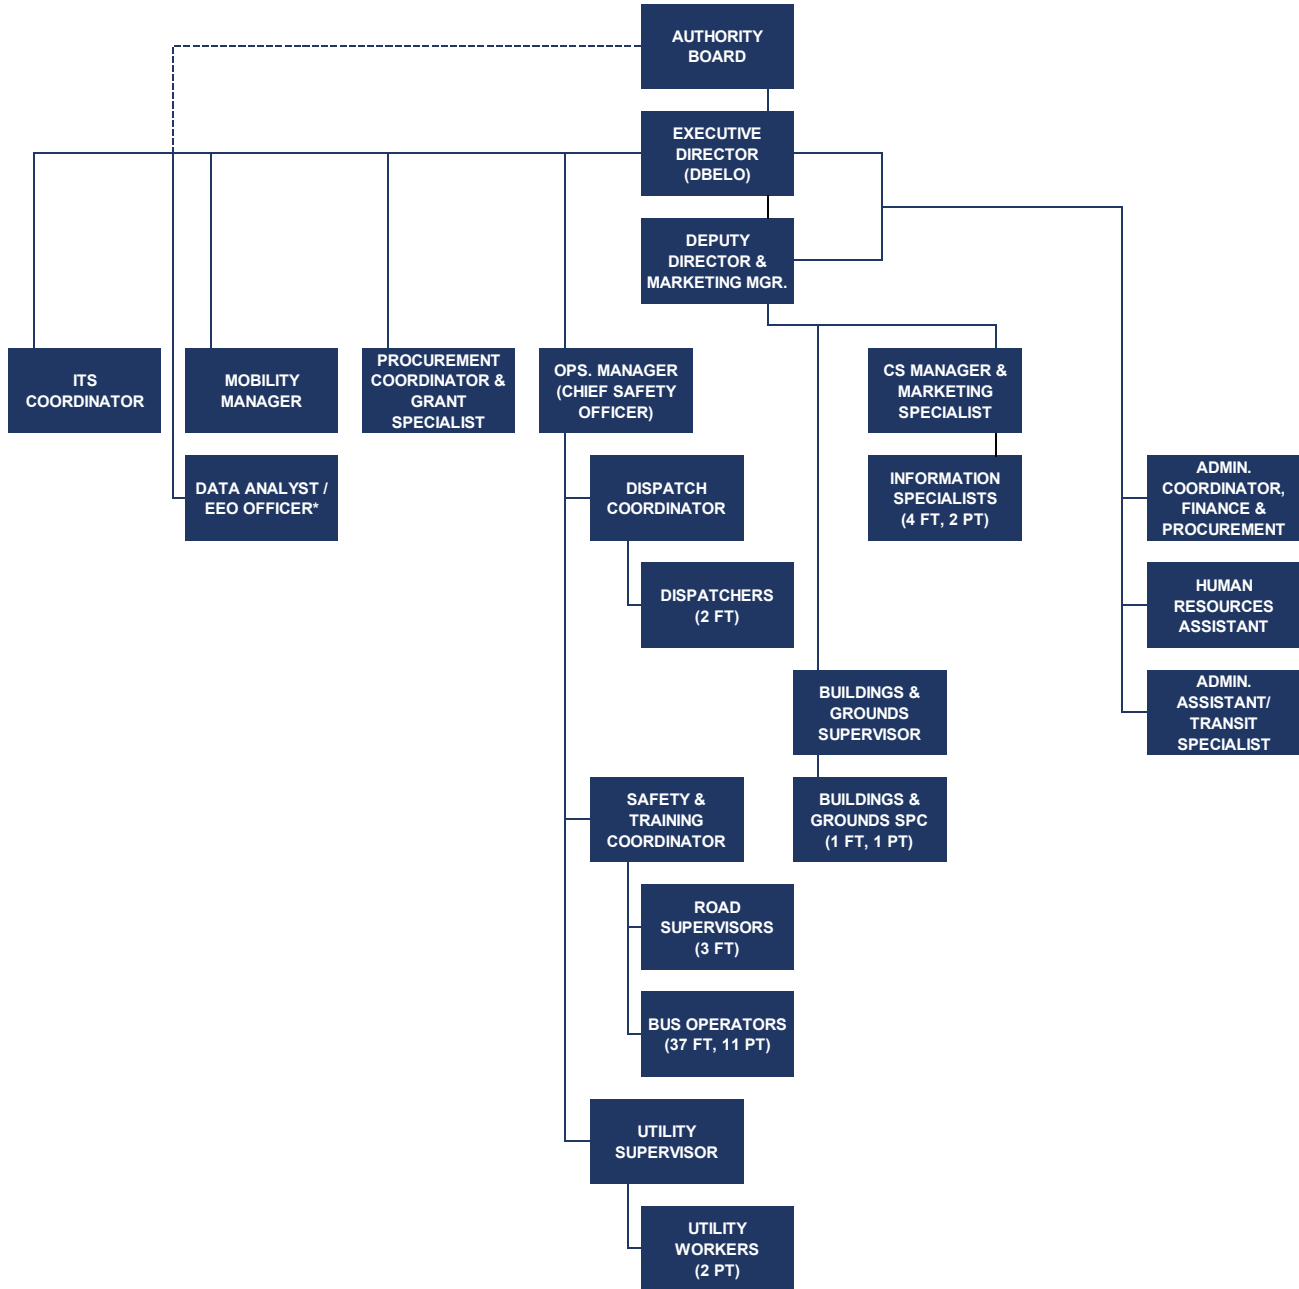 AUTHORITY
BOARD
EXECUTIVE
DIRECTOR
(DBELO)
DEPUTY
DIRECTOR &
MARKETING MGR.
ITS
COORDINATOR
MOBILITY
MANAGER
PROCUREMENT
COORDINATOR &
GRANT
SPECIALIST
OPS. MANAGER
(CHIEF SAFETY
OFFICER)
CS MANAGER &
MARKETING
SPECIALIST
DATA ANALYST /
EEO OFFICER*
DISPATCH
COORDINATOR
INFORMATION
SPECIALISTS
(4 FT, 2 PT)
ADMIN.
COORDINATOR,
FINANCE &
PROCUREMENT
DISPATCHERS
(2 FT)
HUMAN
RESOURCES
ASSISTANT
BUILDINGS &
GROUNDS
SUPERVISOR
ADMIN.
ASSISTANT/
TRANSIT
SPECIALIST
SAFETY &
TRAINING
COORDINATOR
BUILDINGS &
GROUNDS SPC
(1 FT, 1 PT)
ROAD
SUPERVISORS
(3 FT)
BUS OPERATORS
(37 FT, 11 PT)
UTILITY
SUPERVISOR
UTILITY
WORKERS
(2 PT)